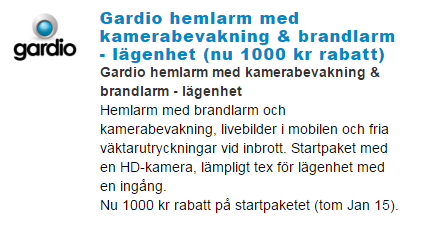 Gardio hemlarm med
kamerabevakning & brandlarm
- lägenhet (nu 1000 kr rabatt)
gardio
Gardio hemlarm med kamerabevakning &
brandlarm - lägenhet
Hemlarm med brandlarm och
kamerabevakning, livebilder i mobilen och fria
väktarutryckningar vid inbrott. Startpaket med
en HD-kamera, lämpligt tex för lägenhet med
en ingång.
Nu 1000 kr rabatt på startpaketet (tom Jan 15).